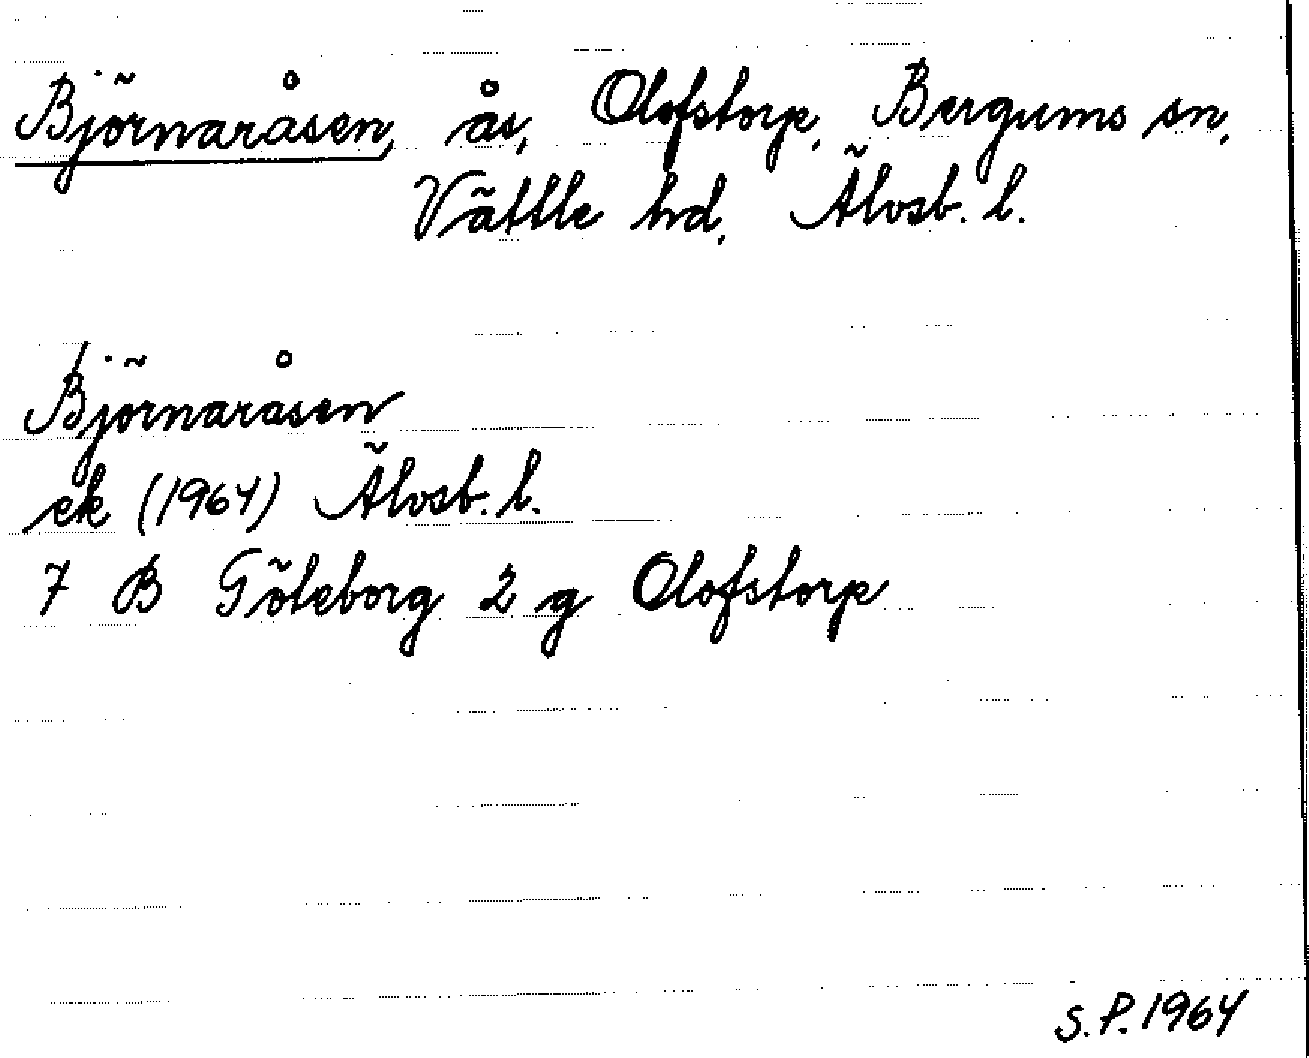 Björnaråsen, ås, Olofstorp, Bergums sn,
Vättle hd, Älvsb. l.
Björnaråsen
ek (1964) Älvsb. l.
7 B Göteborg 2 g Olofstorp
S.P. 1964